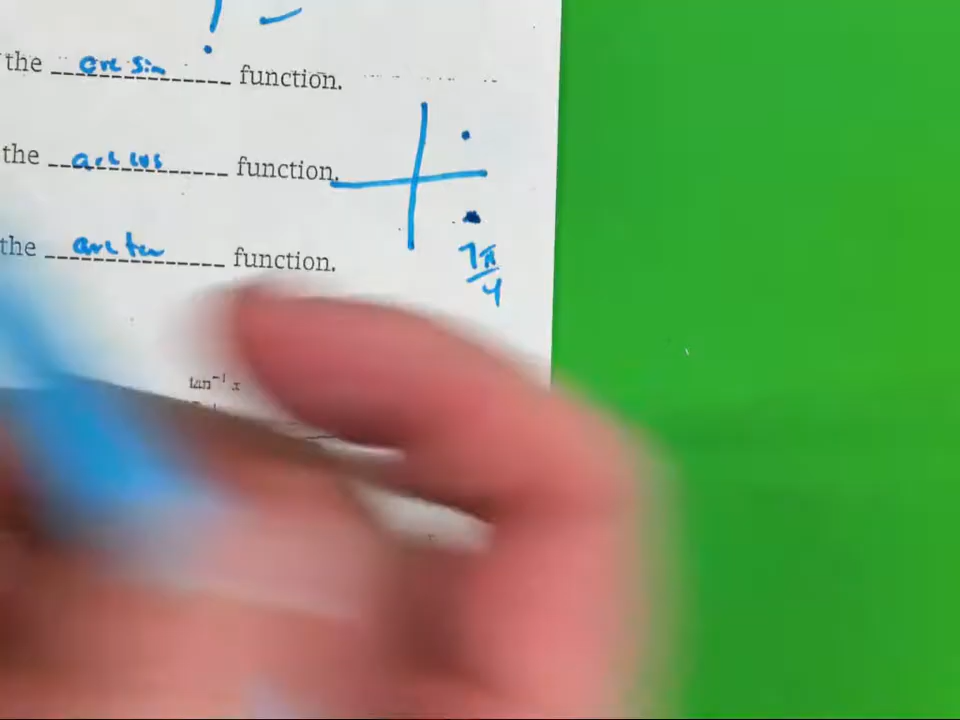 the arc sin function.
the arc cos function.
the arc tan function.
7π
4
tan⁻¹ x